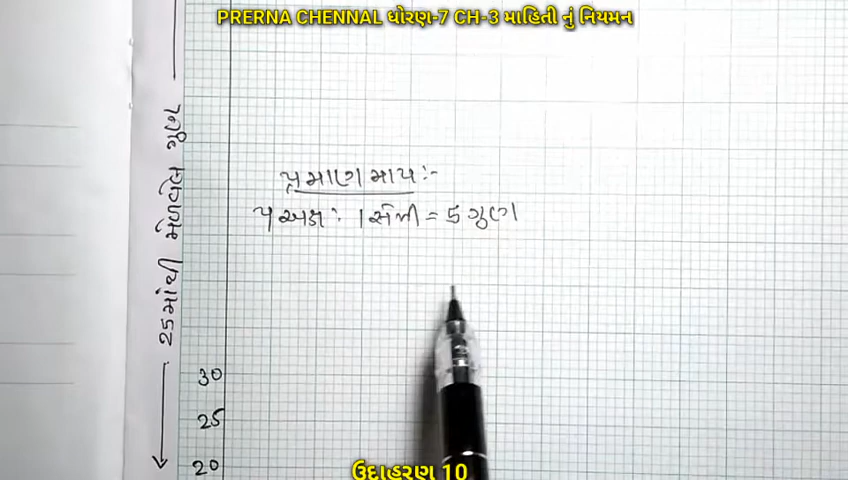 PRERNA CHENNAL ધોરણ-7 CH-3 માહિતી નું નિયમન
પ્રમાણમાપ :-
Y અક્ષ : 1 સેમી = 5 ગુણ
← 25 માંથી મેળવેલ ગુણ
30
25
20
ઉદાહરણ 10